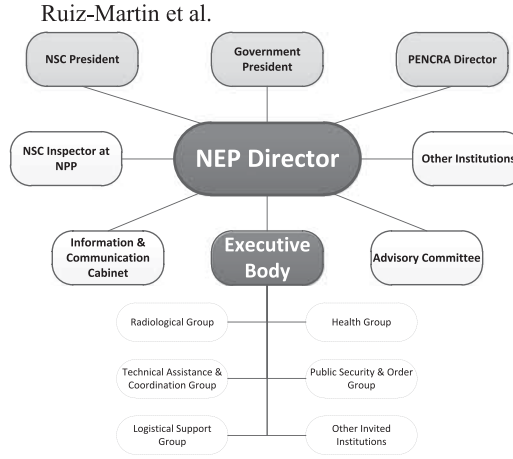 Ruiz-Martin et al.
NSC President
Government
President
PENCRA Director
NSC Inspector at
NPP
NEP Director
Other Institutions
Information &
Communication
Cabinet
Executive
Body
Advisory Committee
Radiological Group
Health Group
Technical Assistance &
Coordination Group
Public Security & Order
Group
Logistical Support
Group
Other Invited
Institutions